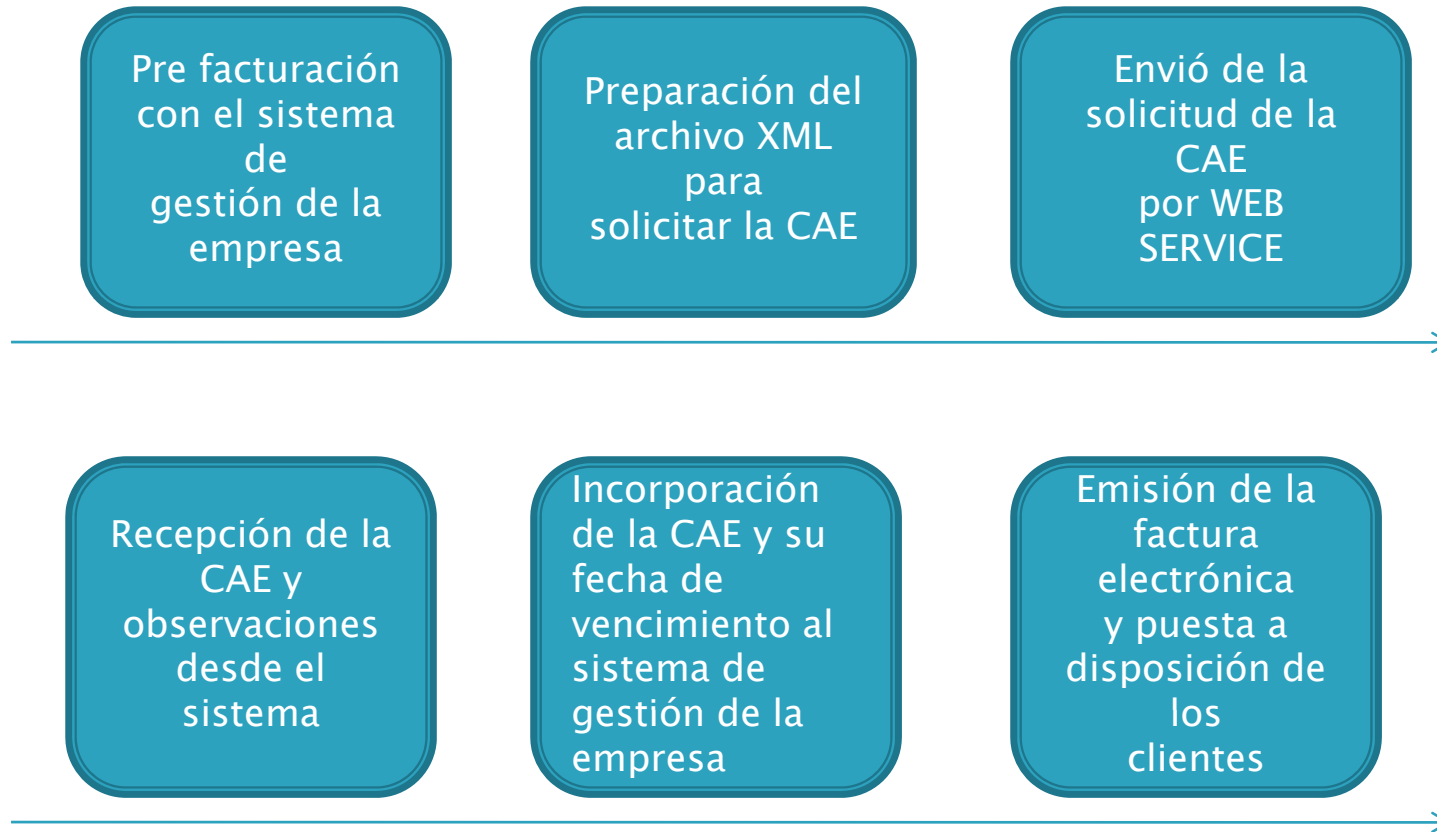 Pre facturación
con el sistema
de
gestión de la
empresa
Preparación del
archivo XML
para
solicitar la CAE
Envió de la
solicitud de la
CAE
por WEB
SERVICE
Recepción de la
CAE y
observaciones
desde el
sistema
Incorporación
de la CAE y su
fecha de
vencimiento al
sistema de
gestión de la
empresa
Emisión de la
factura
electrónica
y puesta a
disposición de
los
clientes